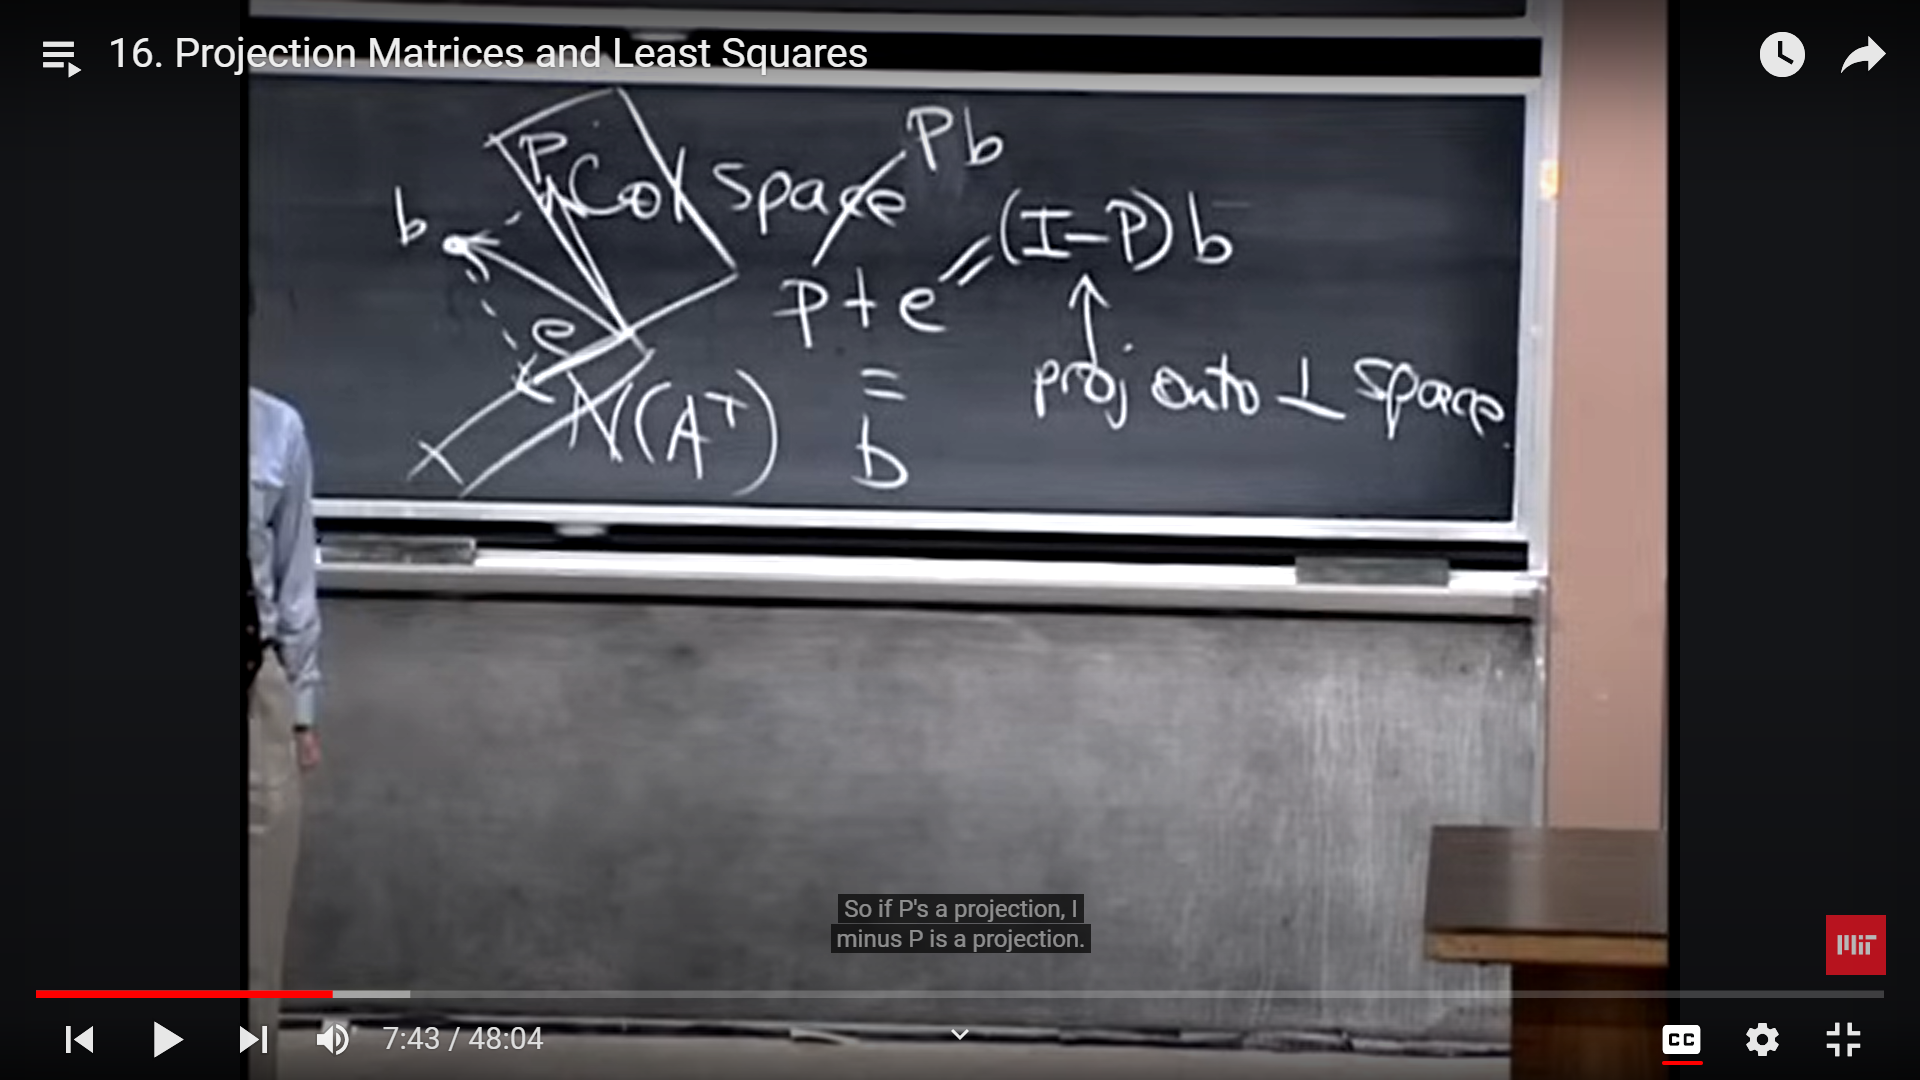 16. Projection Matrices and Least Squares
P
Col space
Pb
b
(I-P)b
p+e =
e
proj onto ⊥ space
N(Aᵀ)
=
b
So if P's a projection, I
minus P is a projection.
MiT
7:43 / 48:04
CC